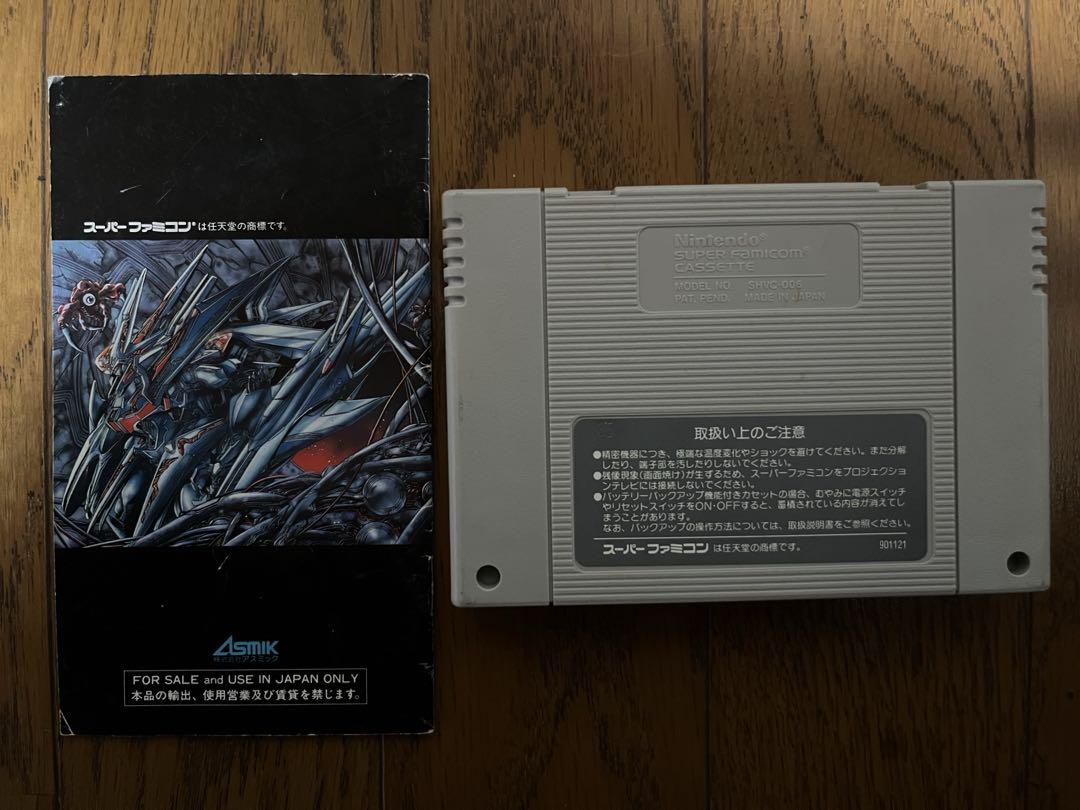 スーパーファミコン®は任天堂の商標です。
ASMIK
株式会社アスミック
FOR SALE and USE IN JAPAN ONLY
本品の輸出、使用営業及び賃貸を禁じます。
Nintendo®
SUPER FAMICOM®
CASSETTE
MODEL NO. SHVC-006
PAT. PEND. MADE IN JAPAN
取扱い上のご注意
●精密機器につき、極端な温度変化やショックを避けてください。また分解
したり、端子部を汚したりしないでください。
●残像現象(画面焼け)が生ずるため、スーパーファミコンをプロジェクショ
ンテレビには接続しないでください。
●バッテリーバックアップ機能付きカセットの場合、むやみに電源スイッチ
やリセットスイッチをON・OFFすると、蓄積されている内容が消えてし
まうことがあります。
なお、バックアップの操作方法については、取扱説明書をご参照ください。
スーパーファミコンは任天堂の商標です。 901121